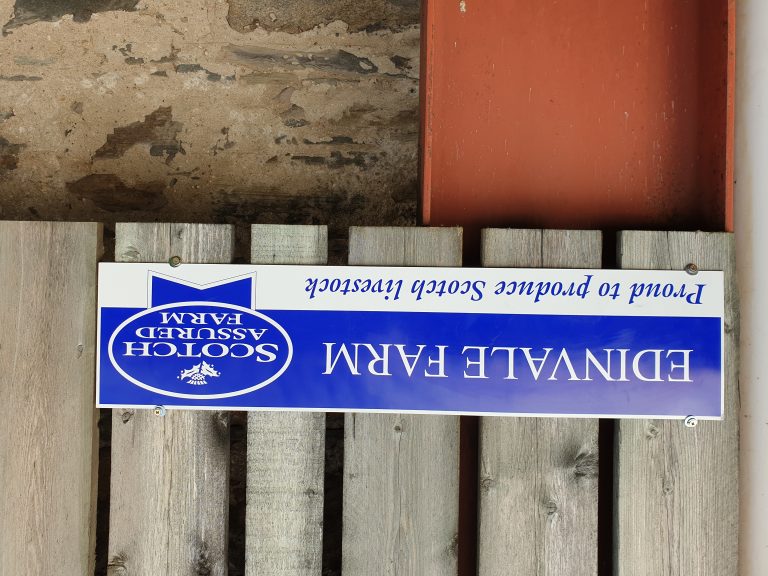 EDINVALE FARM
Proud to produce Scotch livestock
SCOTCH
ASSURED
FARM